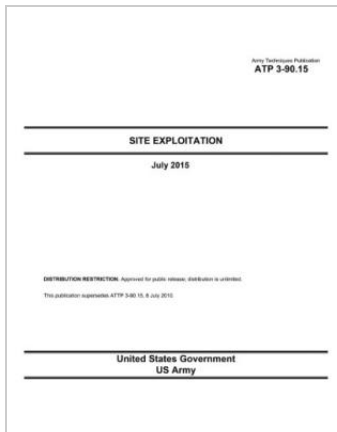 Army Techniques Publication
ATP 3-90.15
SITE EXPLOITATION
July 2015
DISTRIBUTION RESTRICTION. Approved for public release; distribution is unlimited.
This publication supersedes ATTP 3-90.15, 8 July 2010.
United States Government
US Army